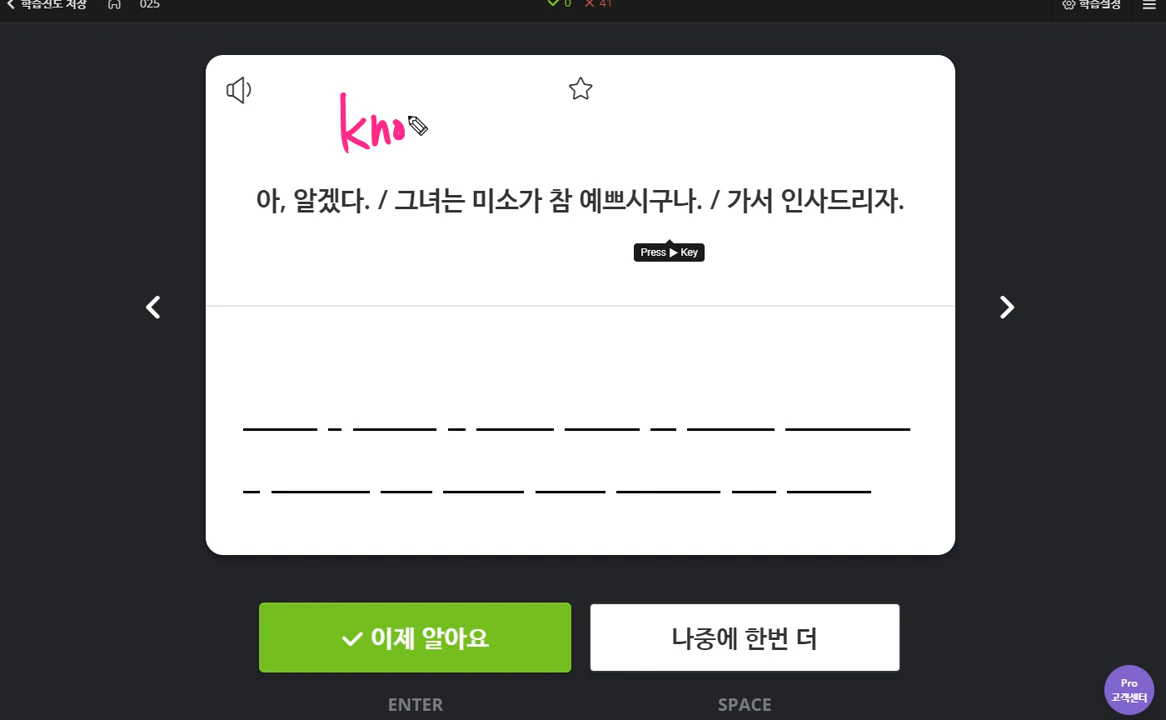 학습진도 저장 025 0 41 학습설정
kno
아, 알겠다. / 그녀는 미소가 참 예쁘시구나. / 가서 인사드리자.
Press ▶ Key
이제 알아요 나중에 한번 더
ENTER SPACE
Pro
고객센터